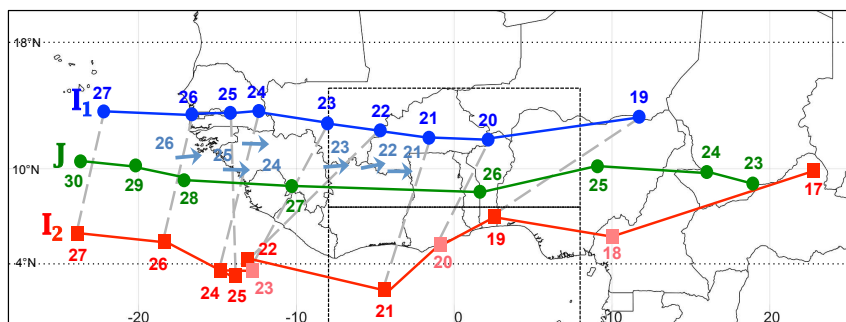 18°N
I1 27 26 25 24 23 22 21 20 19
26 25 24 23 22 21
10°N
J 30 29 28 27 26 25 24 23
I2 27 26 24 25 22 23 21 20 19 18 17
4°N
-20 -10 0 10 20